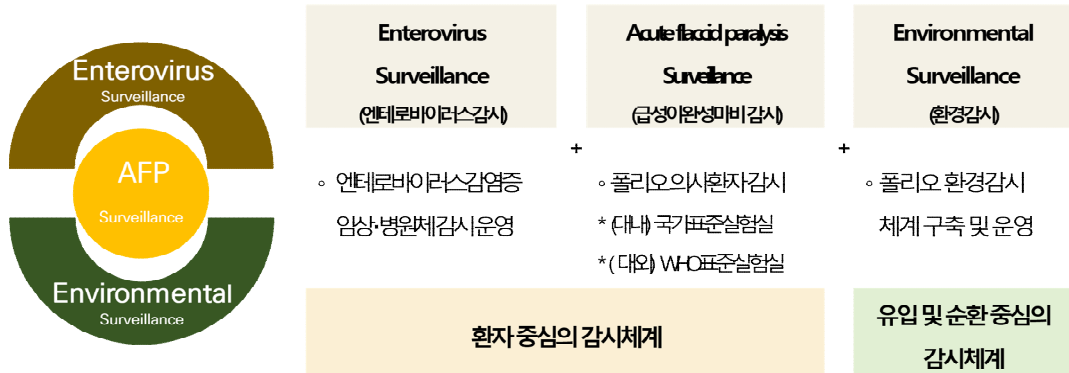 Enterovirus
Surveillance
AFP
Surveillance
Environmental
Surveillance
Enterovirus
Surveillance
(엔테로바이러스감시)
+
Acute flaccid paralysis
Surveillance
(급성이완성마비 감시)
+
Environmental
Surveillance
(환경감시)
◦ 엔테로바이러스감염증
임상·병원체감시 운영
◦ 폴리오 의사환자 감시
* (대내) 국가표준실험실
* ( 대외) WHO표준실험실
◦ 폴리오 환경감시
체계 구축 및 운영
환자 중심의 감시체계
유입 및 순환 중심의
감시체계